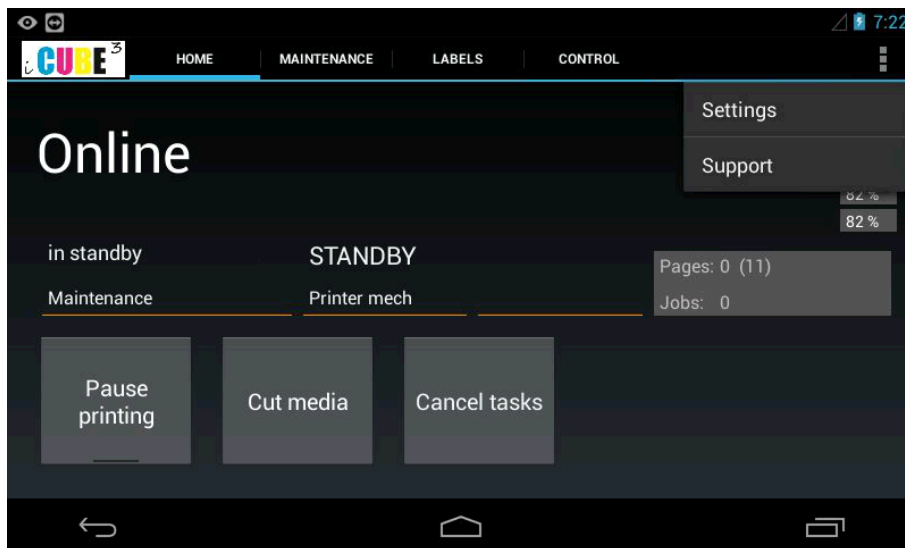 7:22
iCUBE3 HOME MAINTENANCE LABELS CONTROL
Settings
Online
Support
82 %
82 %
in standby STANDBY
Pages: 0 (11)
Maintenance Printer mech
Jobs: 0
Pause
printing
Cut media
Cancel tasks